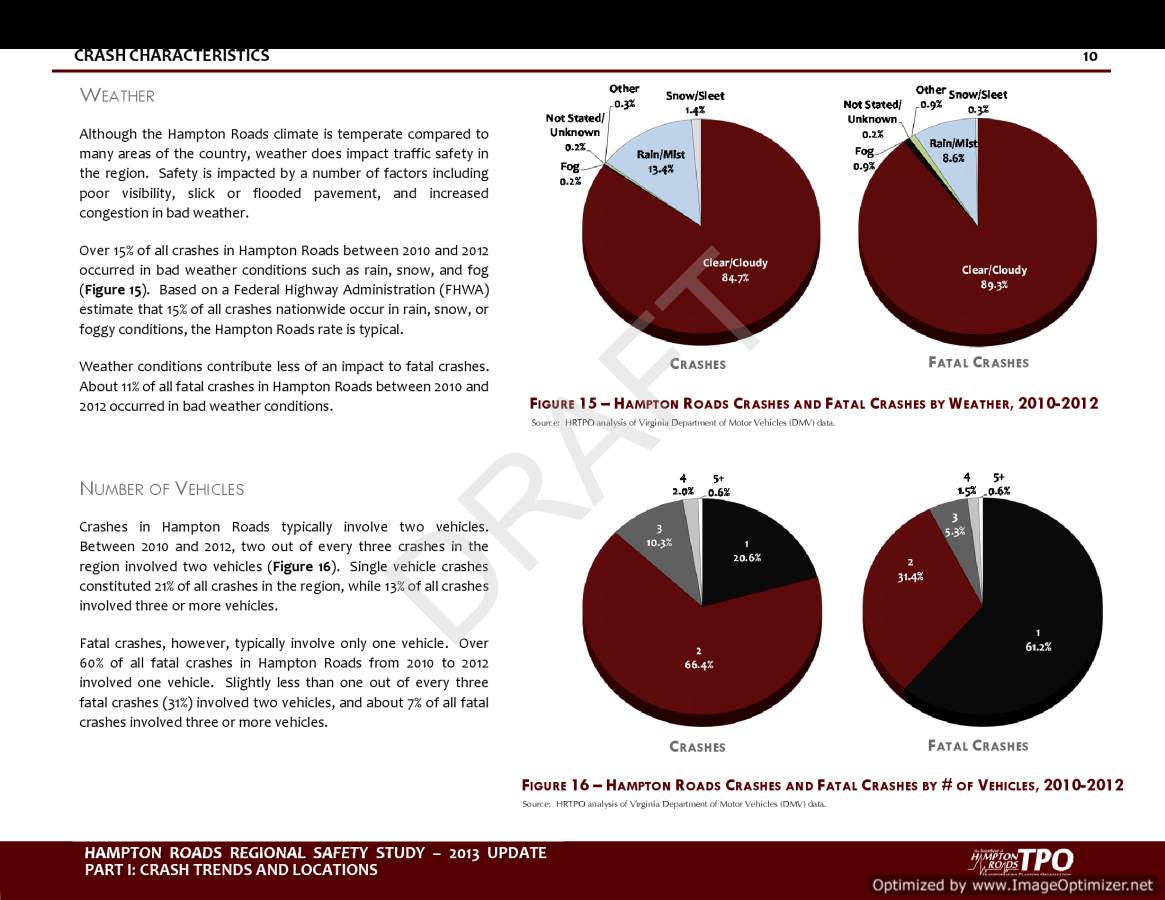 CRASH CHARACTERISTICS 10
WEATHER
Although the Hampton Roads climate is temperate compared to
many areas of the country, weather does impact traffic safety in
the region. Safety is impacted by a number of factors including
poor visibility, slick or flooded pavement, and increased
congestion in bad weather.
Over 15% of all crashes in Hampton Roads between 2010 and 2012
occurred in bad weather conditions such as rain, snow, and fog
(Figure 15). Based on a Federal Highway Administration (FHWA)
estimate that 15% of all crashes nationwide occur in rain, snow, or
foggy conditions, the Hampton Roads rate is typical.
Weather conditions contribute less of an impact to fatal crashes.
About 11% of all fatal crashes in Hampton Roads between 2010 and
2012 occurred in bad weather conditions.
Other
0.3%
Snow/Sleet
1.4%
Not Stated/
Unknown
0.2%
Fog
0.2%
Rain/Mist
13.4%
Clear/Cloudy
84.7%
CRASHES
Other
0.9%
Snow/Sleet
0.3%
Not Stated/
Unknown
0.2%
Fog
0.9%
Rain/Mist
8.6%
Clear/Cloudy
89.3%
FATAL CRASHES
FIGURE 15 – HAMPTON ROADS CRASHES AND FATAL CRASHES BY WEATHER, 2010-2012
Source: HRTPO analysis of Virginia Department of Motor Vehicles (DMV) data.
DRAFT
NUMBER OF VEHICLES
Crashes in Hampton Roads typically involve two vehicles.
Between 2010 and 2012, two out of every three crashes in the
region involved two vehicles (Figure 16). Single vehicle crashes
constituted 21% of all crashes in the region, while 13% of all crashes
involved three or more vehicles.
Fatal crashes, however, typically involve only one vehicle. Over
60% of all fatal crashes in Hampton Roads from 2010 to 2012
involved one vehicle. Slightly less than one out of every three
fatal crashes (31%) involved two vehicles, and about 7% of all fatal
crashes involved three or more vehicles.
4
2.0%
5+
0.6%
3
10.3%
1
20.6%
2
66.4%
CRASHES
4
1.5%
5+
0.6%
3
5.3%
2
31.4%
1
61.2%
FATAL CRASHES
FIGURE 16 – HAMPTON ROADS CRASHES AND FATAL CRASHES BY # OF VEHICLES, 2010-2012
Source: HRTPO analysis of Virginia Department of Motor Vehicles (DMV) data.
HAMPTON ROADS REGIONAL SAFETY STUDY – 2013 UPDATE
PART I: CRASH TRENDS AND LOCATIONS
HAMPTON
ROADS
TPO
Optimized by www.ImageOptimizer.net